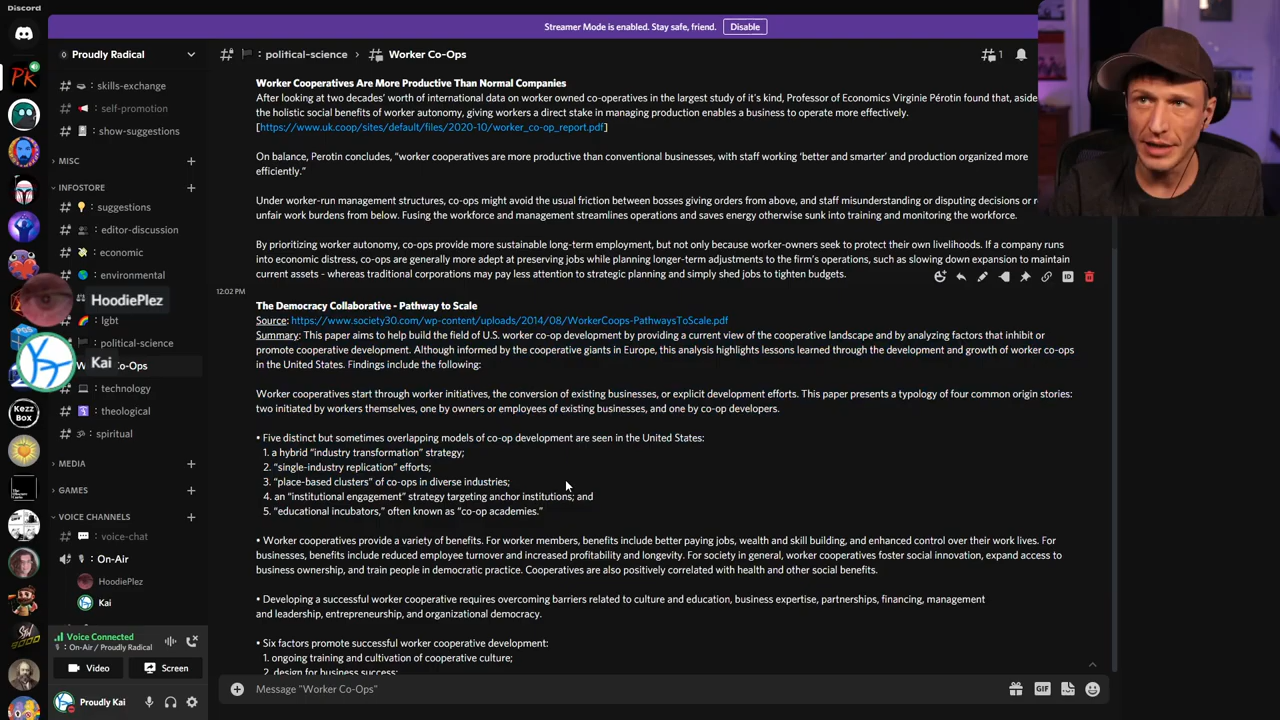 Discord
Streamer Mode is enabled. Stay safe, friend.
Disable
Proudly Radical
: political-science
Worker Co-Ops
1
: skills-exchange
: self-promotion
: show-suggestions
MISC
INFOSTORE
: suggestions
: editor-discussion
: economic
: environmental
HoodiePlez
: lgbt
: political-science
Kai
Co-Ops
: technology
: theological
: spiritual
MEDIA
GAMES
VOICE CHANNELS
: voice-chat
: On-Air
HoodiePlez
Kai
Voice Connected
: On-Air / Proudly Radical
Video
Screen
Proudly Kai
KezzBox
Worker Cooperatives Are More Productive Than Normal Companies
After looking at two decades’ worth of international data on worker owned co-operatives in the largest study of it's kind, Professor of Economics Virginie Pérotin found that, aside
the holistic social benefits of worker autonomy, giving workers a direct stake in managing production enables a business to operate more effectively.
[https://www.uk.coop/sites/default/files/2020-10/worker_co-op_report.pdf]
On balance, Perotin concludes, “worker cooperatives are more productive than conventional businesses, with staff working ‘better and smarter’ and production organized more
efficiently.”
Under worker-run management structures, co-ops might avoid the usual friction between bosses giving orders from above, and staff misunderstanding or disputing decisions or
unfair work burdens from below. Fusing the workforce and management streamlines operations and saves energy otherwise sunk into training and monitoring the workforce.
By prioritizing worker autonomy, co-ops provide more sustainable long-term employment, but not only because worker-owners seek to protect their own livelihoods. If a company runs
into economic distress, co-ops are generally more adept at preserving jobs while planning longer-term adjustments to the firm's operations, such as slowing down expansion to maintain
current assets - whereas traditional corporations may pay less attention to strategic planning and simply shed jobs to tighten budgets.
ID
12:02 PM
The Democracy Collaborative - Pathway to Scale
Source: https://www.society30.com/wp-content/uploads/2014/08/WorkerCoops-PathwaysToScale.pdf
Summary: This paper aims to help build the field of U.S. worker co-op development by providing a current view of the cooperative landscape and by analyzing factors that inhibit or
promote cooperative development. Although informed by the cooperative giants in Europe, this analysis highlights lessons learned through the development and growth of worker co-ops
in the United States. Findings include the following:
Worker cooperatives start through worker initiatives, the conversion of existing businesses, or explicit development efforts. This paper presents a typology of four common origin stories:
two initiated by workers themselves, one by owners or employees of existing businesses, and one by co-op developers.
• Five distinct but sometimes overlapping models of co-op development are seen in the United States:
1. a hybrid “industry transformation” strategy;
2. “single-industry replication” efforts;
3. “place-based clusters” of co-ops in diverse industries;
4. an “institutional engagement” strategy targeting anchor institutions; and
5. “educational incubators,” often known as “co-op academies.”
• Worker cooperatives provide a variety of benefits. For worker members, benefits include better paying jobs, wealth and skill building, and enhanced control over their work lives. For
businesses, benefits include reduced employee turnover and increased profitability and longevity. For society in general, worker cooperatives foster social innovation, expand access to
business ownership, and train people in democratic practice. Cooperatives are also positively correlated with health and other social benefits.
• Developing a successful worker cooperative requires overcoming barriers related to culture and education, business expertise, partnerships, financing, management
and leadership, entrepreneurship, and organizational democracy.
• Six factors promote successful worker cooperative development:
1. ongoing training and cultivation of cooperative culture;
2. design for business success;
Message "Worker Co-Ops"
GIF